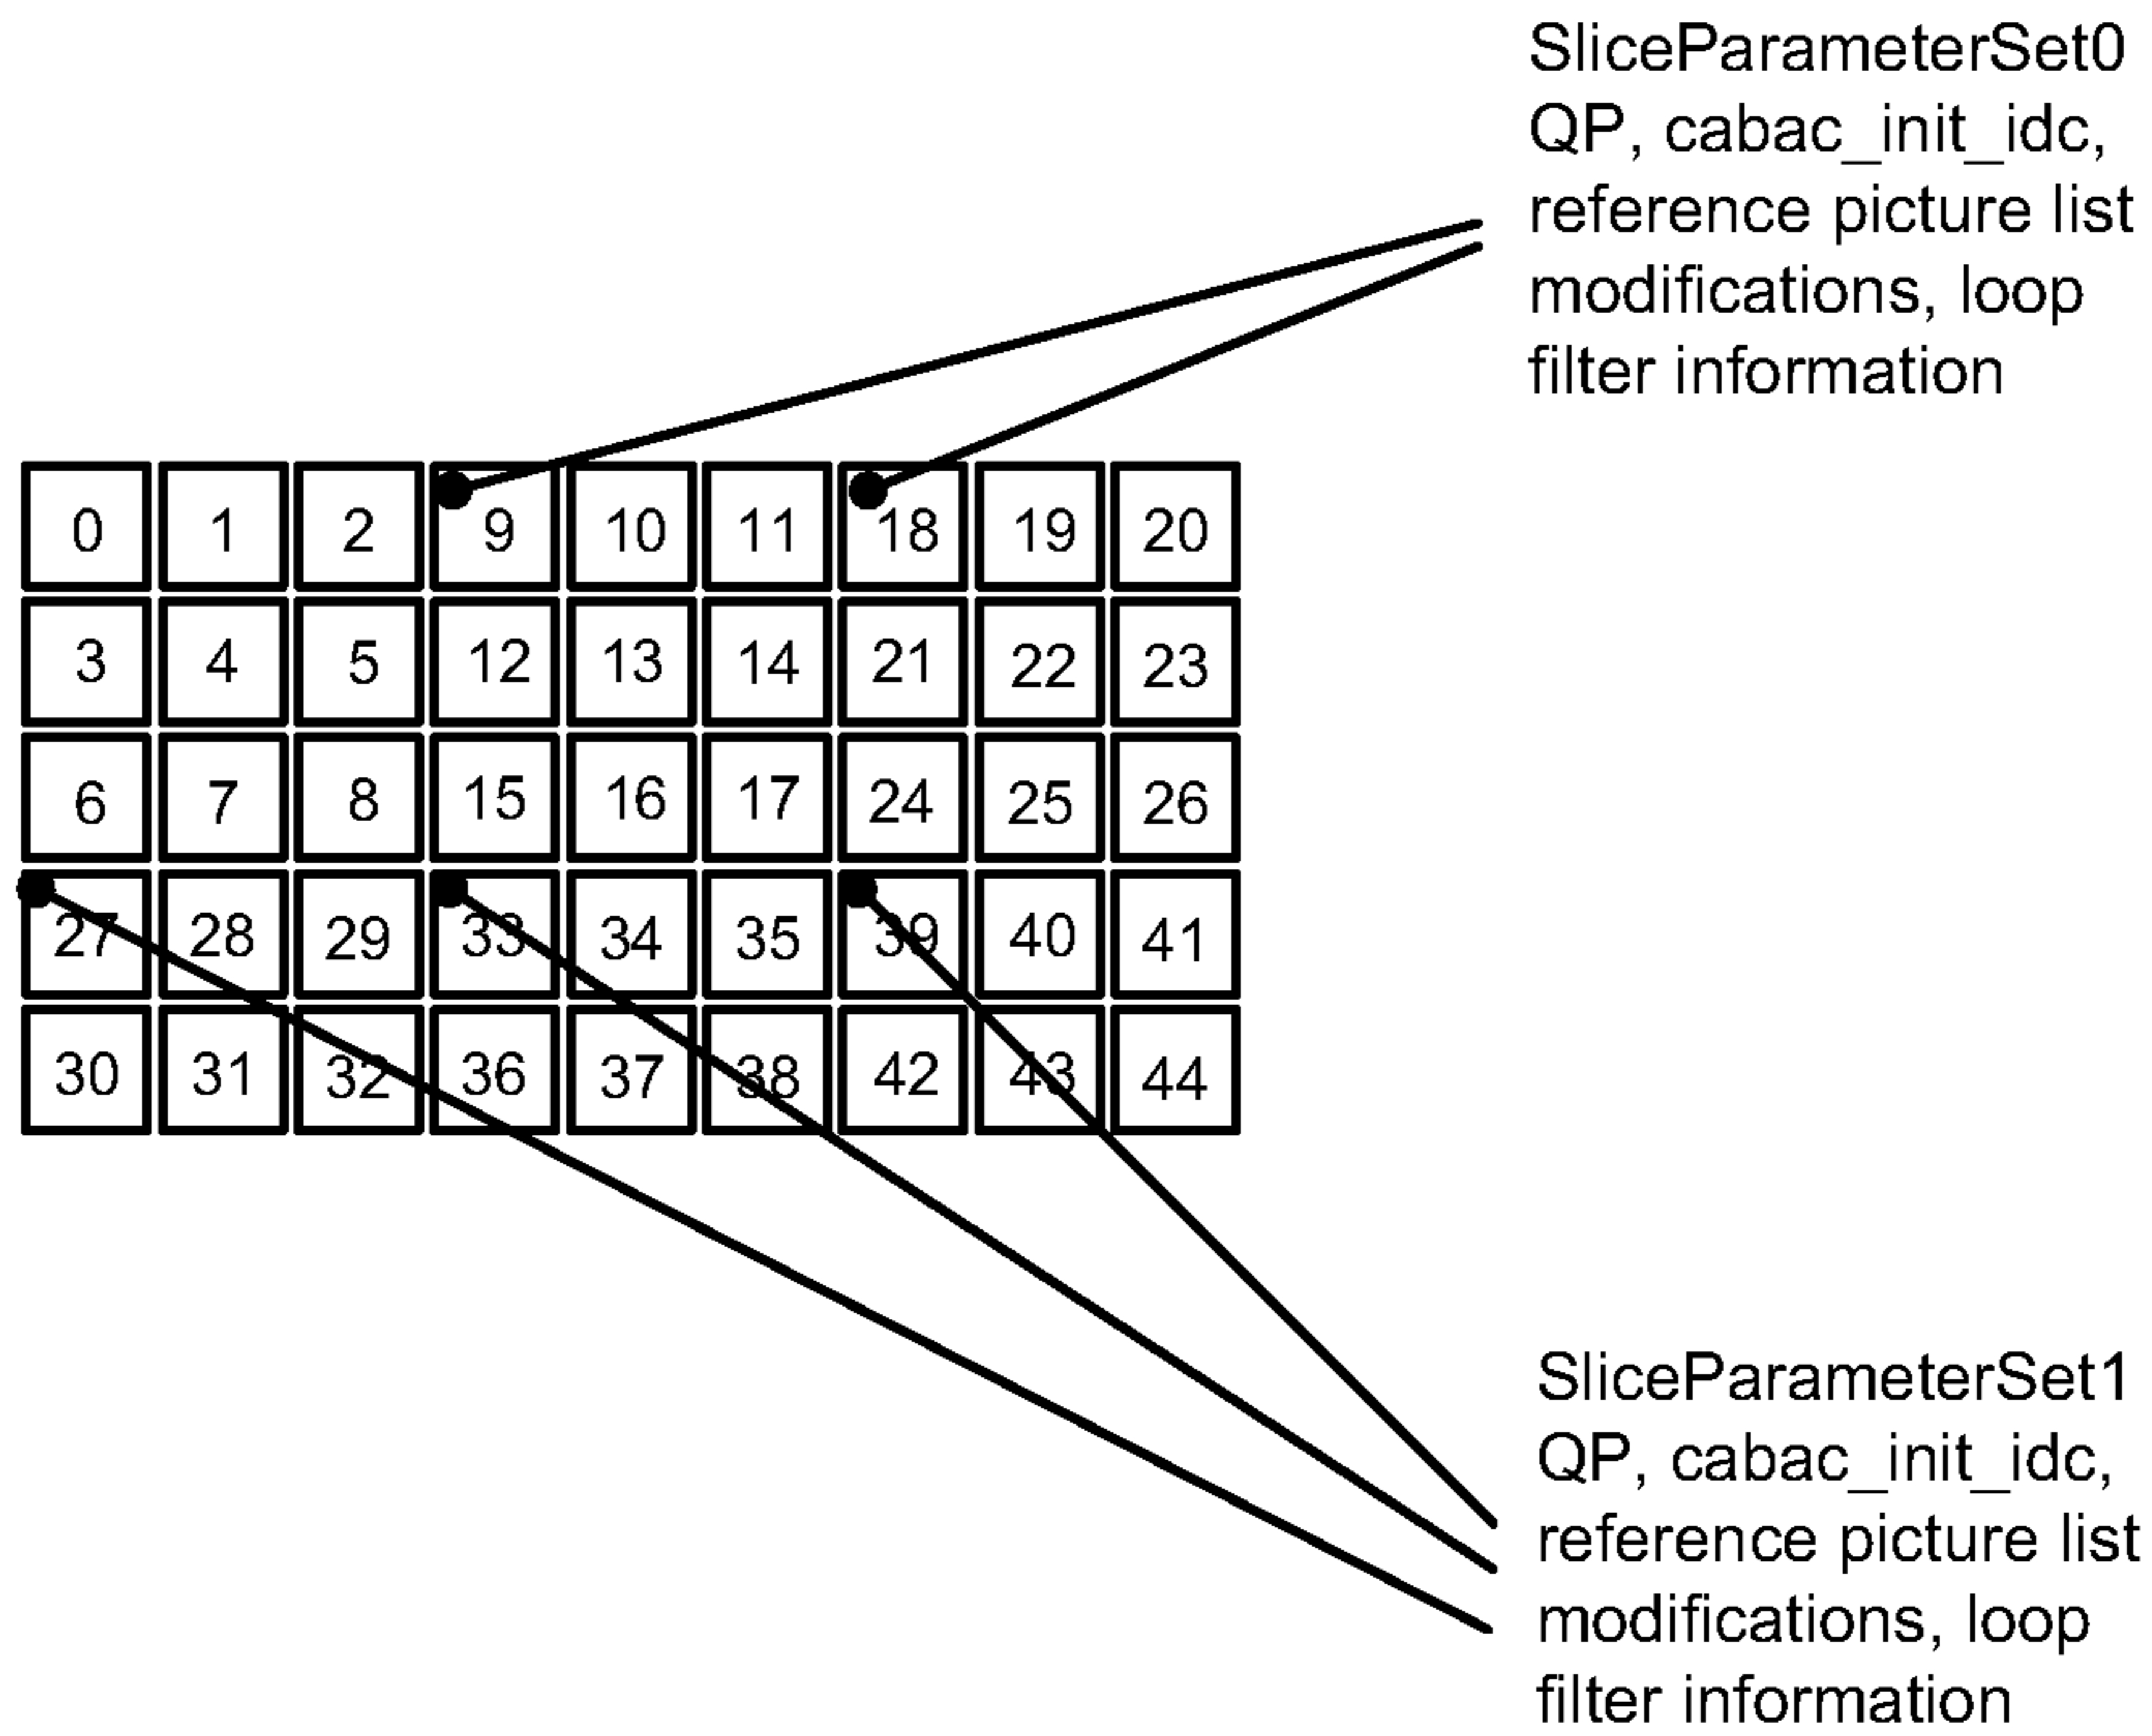 SliceParameterSet0
QP, cabac_init_idc,
reference picture list
modifications, loop
filter information
0 1 2 9 10 11 18 19 20
3 4 5 12 13 14 21 22 23
6 7 8 15 16 17 24 25 26
27 28 29 33 34 35 39 40 41
30 31 32 36 37 38 42 43 44
SliceParameterSet1
QP, cabac_init_idc,
reference picture list
modifications, loop
filter information